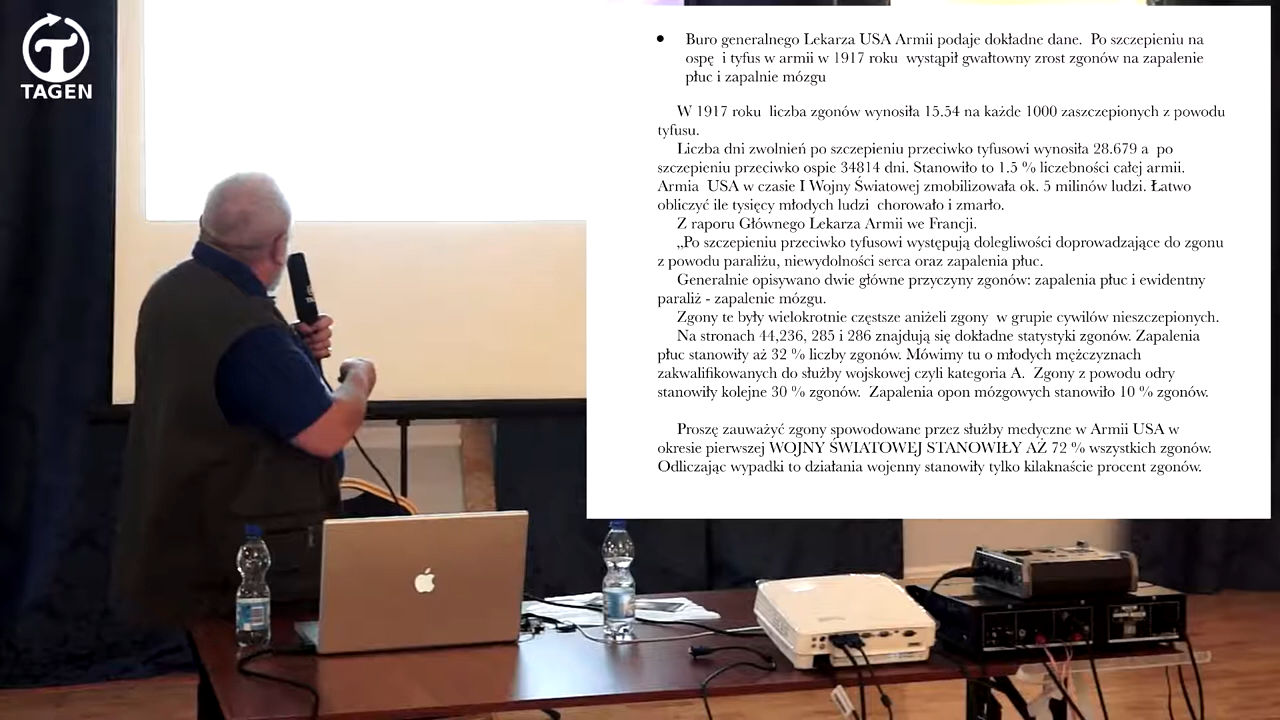 TAGEN
• Buro generalnego Lekarza USA Armii podaje dokładne dane. Po szczepieniu na
ospę i tyfus w armii w 1917 roku wystąpił gwałtowny zrost zgonów na zapalenie
płuc i zapalnie mózgu
W 1917 roku liczba zgonów wynosiła 15.54 na każde 1000 zaszczepionych z powodu
tyfusu.
Liczba dni zwolnień po szczepieniu przeciwko tyfusowi wynosiła 28.679 a po
szczepieniu przeciwko ospie 34814 dni. Stanowiło to 1.5 % liczebności całej armii.
Armia USA w czasie I Wojny Światowej zmobilizowała ok. 5 milinów ludzi. Łatwo
obliczyć ile tysięcy młodych ludzi chorowało i zmarło.
Z raporu Głównego Lekarza Armii we Francji.
„Po szczepieniu przeciwko tyfusowi występują dolegliwości doprowadzające do zgonu
z powodu paraliżu, niewydolności serca oraz zapalenia płuc.
Generalnie opisywano dwie główne przyczyny zgonów: zapalenia płuc i ewidentny
paraliż - zapalenie mózgu.
Zgony te były wielokrotnie częstsze aniżeli zgony w grupie cywilów nieszczepionych.
Na stronach 44,236, 285 i 286 znajdują się dokładne statystyki zgonów. Zapalenia
płuc stanowiły aż 32 % liczby zgonów. Mówimy tu o młodych mężczyznach
zakwalifikowanych do służby wojskowej czyli kategoria A. Zgony z powodu odry
stanowiły kolejne 30 % zgonów. Zapalenia opon mózgowych stanowiło 10 % zgonów.
Proszę zauważyć zgony spowodowane przez służby medyczne w Armii USA w
okresie pierwszej WOJNY ŚWIATOWEJ STANOWIŁY AŻ 72 % wszystkich zgonów.
Odliczając wypadki to działania wojenny stanowiły tylko kilaknaście procent zgonów.